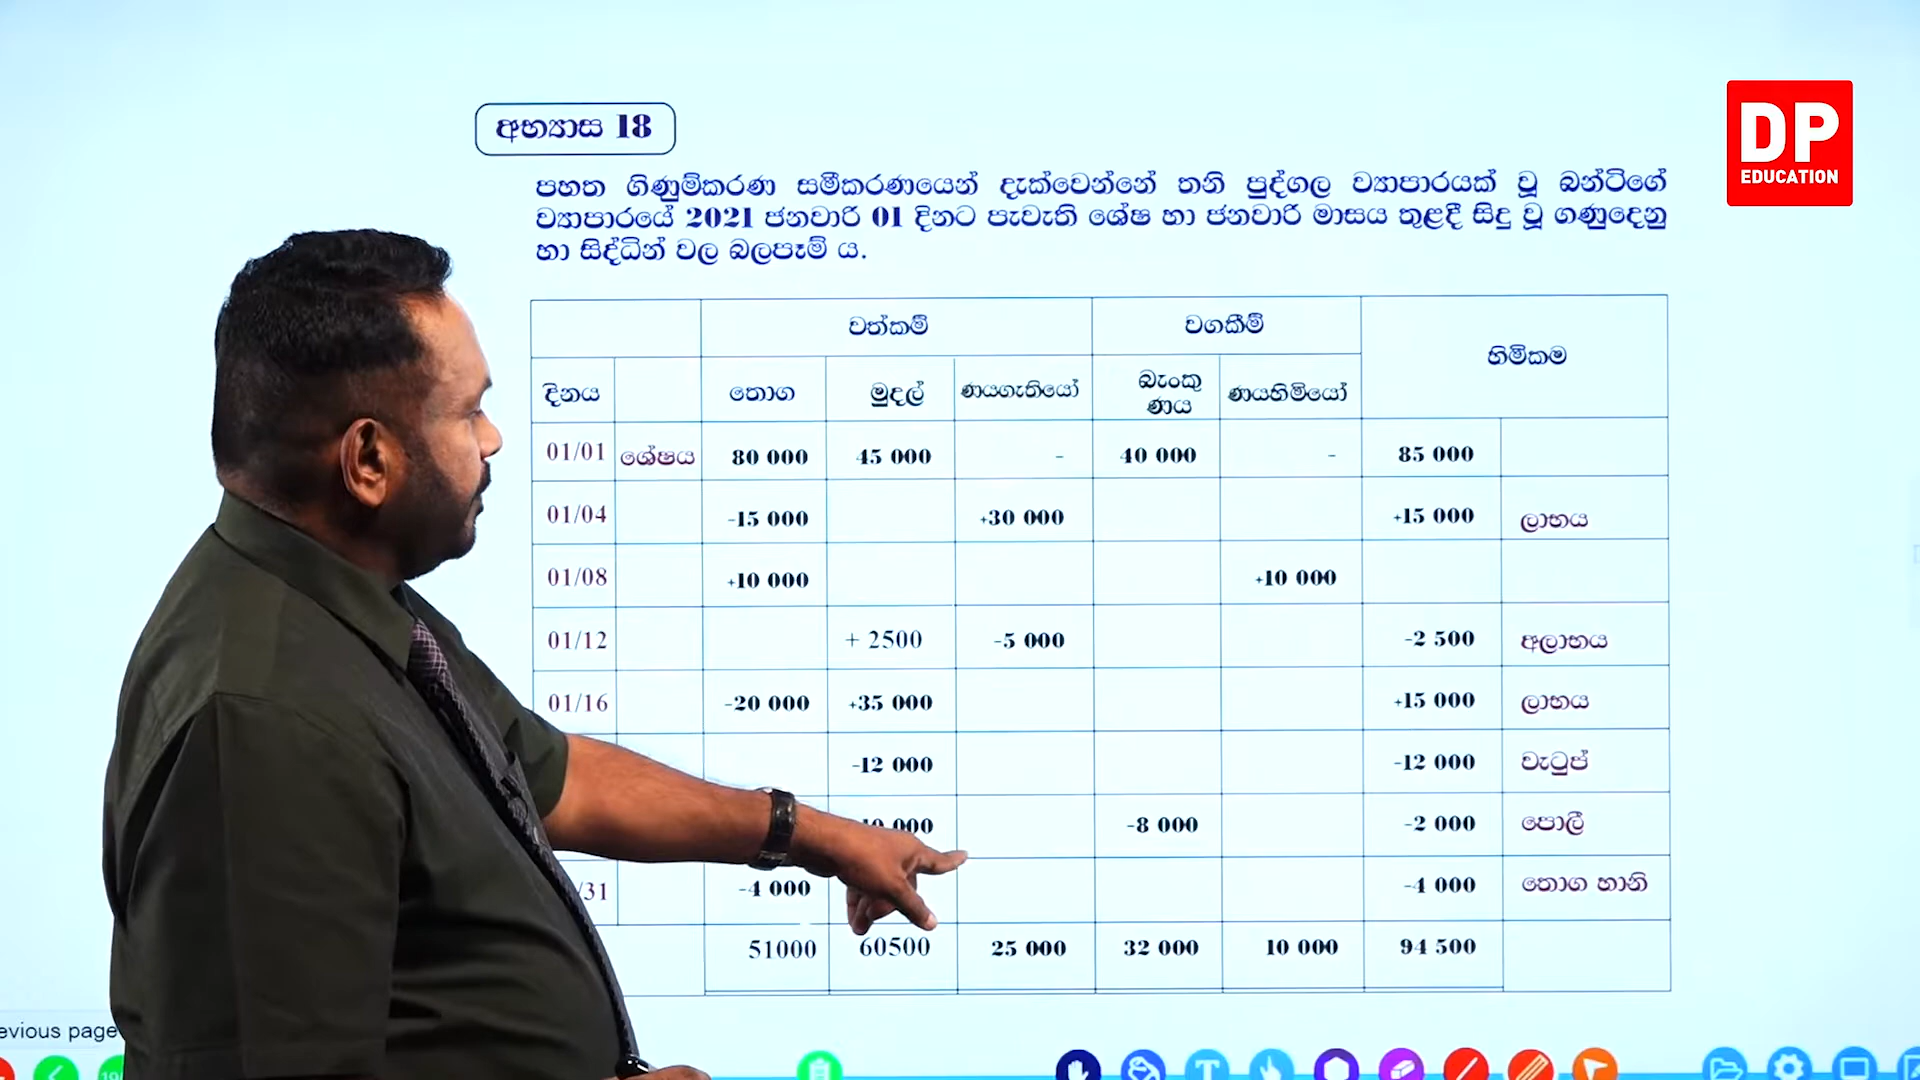 DP
EDUCATION
අභ්‍යාස 18
පහත ගිණුම්කරණ සමීකරණයෙන් දැක්වෙන්නේ තනි පුද්ගල ව්‍යාපාරයක් වූ බන්ටිගේ
ව්‍යාපාරයේ 2021 ජනවාරි 01 දිනට පැවැති ශේෂ හා ජනවාරි මාසය තුළදී සිදු වූ ගණුදෙනු
හා සිද්ධීන් වල බලපෑම් ය.
වත්කම් වගකීම් හිමිකම
දිනය තොග මුදල් ණයගැතියෝ බැංකු ණය ණයහිමියෝ
01/01 ශේෂය 80 000 45 000 - 40 000 - 85 000
01/04 -15 000 +30 000 +15 000 ලාභය
01/08 +10 000 +10 000
01/12 + 2500 -5 000 -2 500 අලාභය
01/16 -20 000 +35 000 +15 000 ලාභය
-12 000 -12 000 වැටුප්
000 -8 000 -2 000 පොලී
/31 -4 000 -4 000 තොග හානි
51000 60500 25 000 32 000 10 000 94 500
evious page